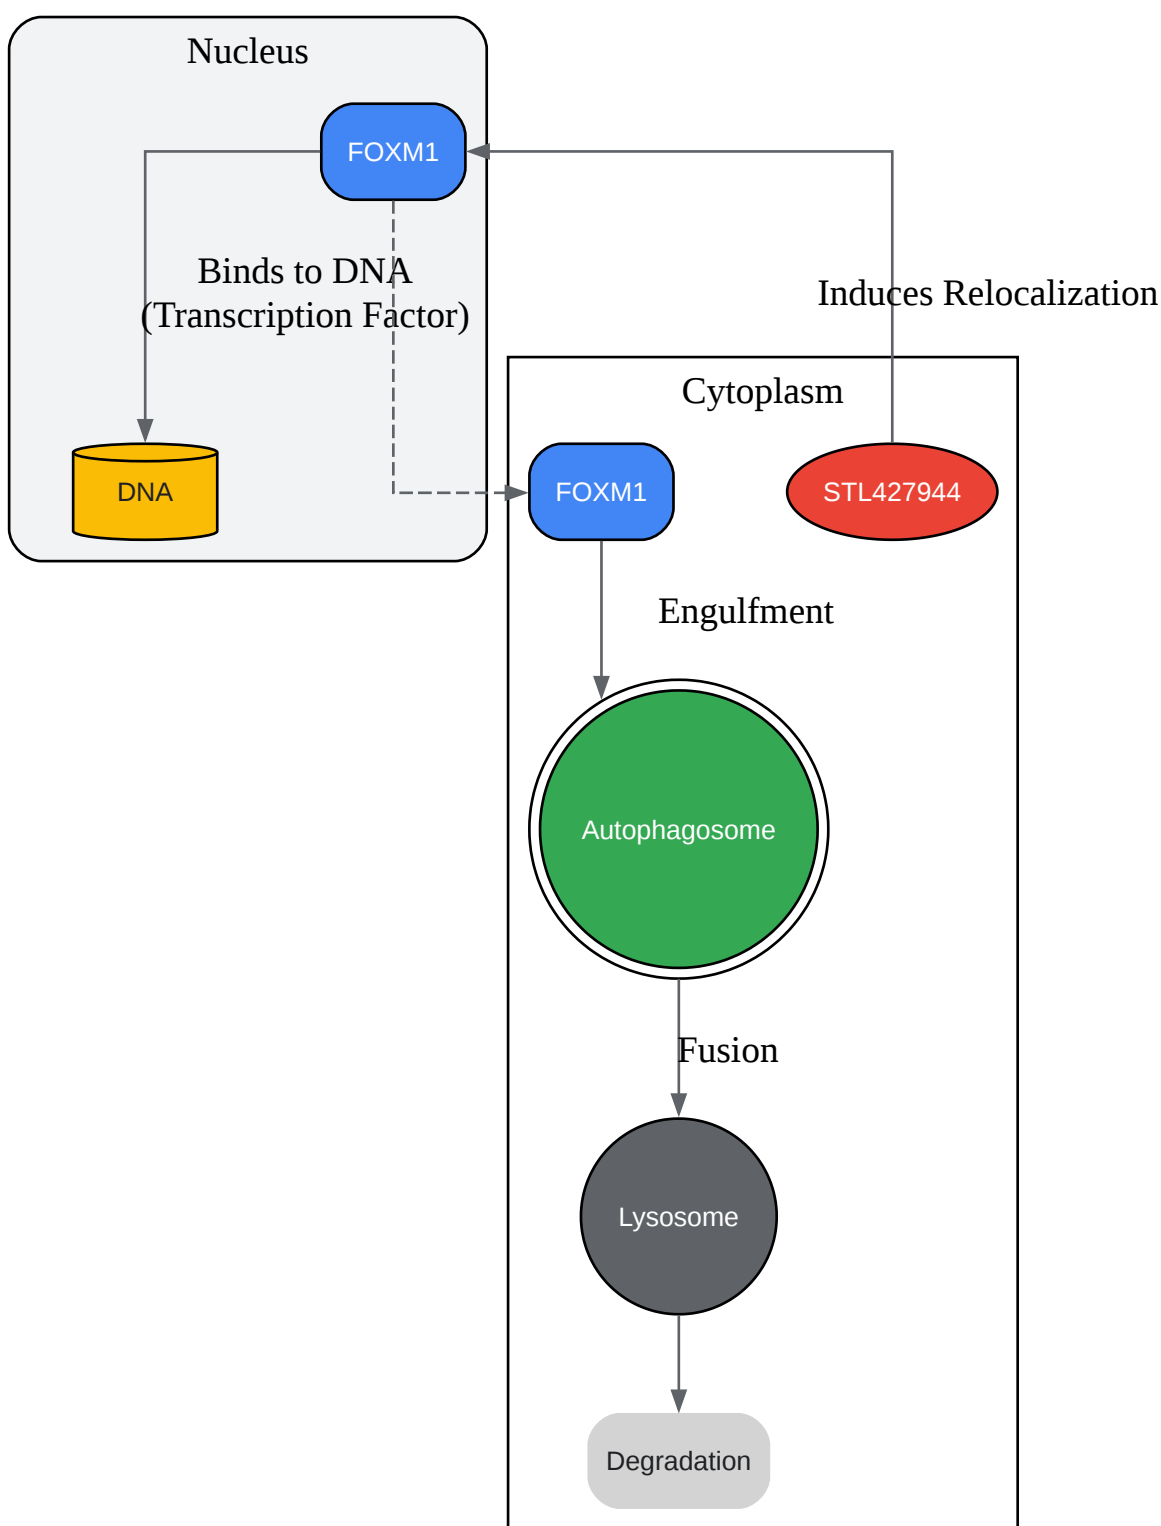 Nucleus
FOXM1
Binds to DNA
(Transcription Factor)
Induces Relocalization
Cytoplasm
DNA
FOXM1
STL427944
Engulfment
Autophagosome
Fusion
Lysosome
Degradation